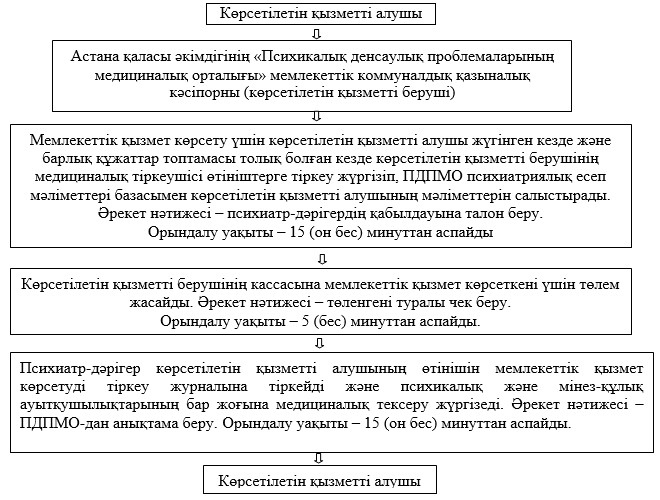 Көрсетілетін қызметті алушы
Астана қаласы әкімдігінің «Психикалық денсаулық проблемаларының
медициналық орталығы» мемлекеттік коммуналдық қазыналық
кәсіпорны (көрсетілетін қызметті беруші)
Мемлекеттік қызмет көрсету үшін көрсетілетін қызметті алушы жүгінген кезде және
барлық құжаттар топтамасы толық болған кезде көрсетілетін қызметті берушінің
медициналық тіркеушісі өтініштерге тіркеу жүргізіп, ПДПМО психиатриялық есеп
мәліметтері базасымен көрсетілетін қызметті алушының мәліметтерін салыстырады.
Әрекет нәтижесі – психиатр-дәрігердің қабылдауына талон беру.
Орындалу уақыты – 15 (он бес) минуттан аспайды
Көрсетілетін қызметті берушінің кассасына мемлекеттік қызмет көрсеткені үшін төлем
жасайды. Әрекет нәтижесі – төленгені туралы чек беру.
Орындалу уақыты – 5 (бес) минуттан аспайды.
Психиатр-дәрігер көрсетілетін қызметті алушының өтінішін мемлекеттік қызмет
көрсетуді тіркеу журналына тіркейді және психикалық және мінез-құлық
ауытқушылықтарының бар жоғына медициналық тексеру жүргізеді. Әрекет нәтижесі –
ПДПМО-дан анықтама беру. Орындалу уақыты – 15 (он бес) минуттан аспайды.
Көрсетілетін қызметті алушы